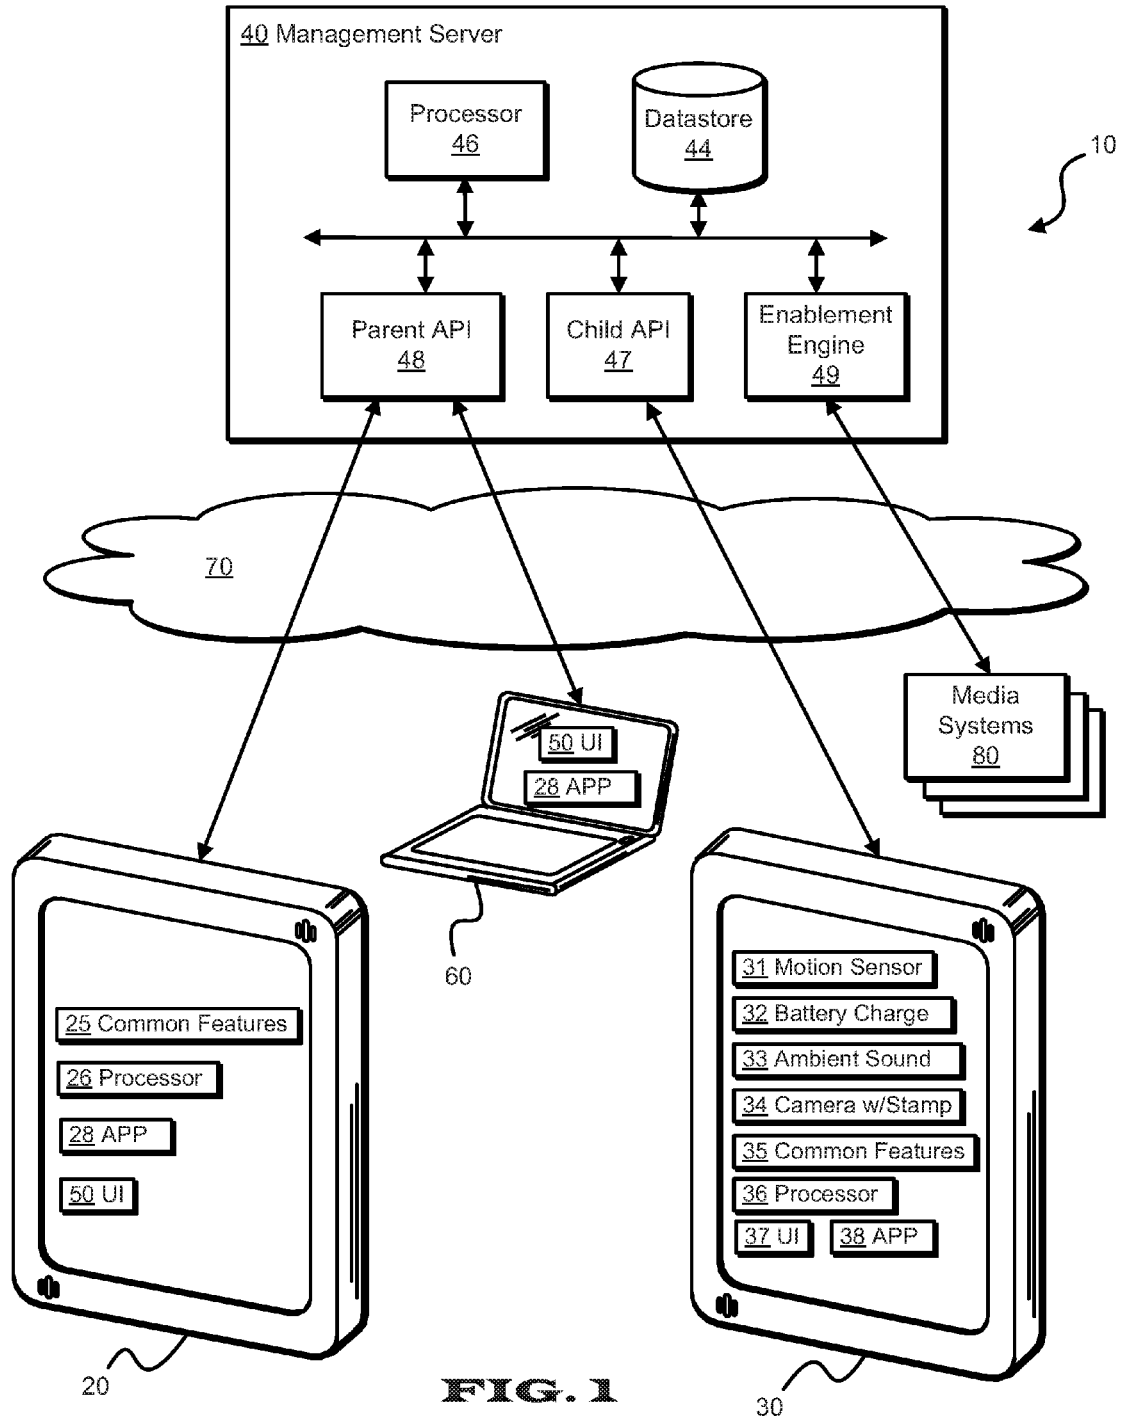 40 Management Server
Processor
46
Datastore
44
10
Parent API
48
Child API
47
Enablement
Engine
49
70
Media
Systems
80
50 UI
28 APP
60
25 Common Features
26 Processor
28 APP
50 UI
20
31 Motion Sensor
32 Battery Charge
33 Ambient Sound
34 Camera w/Stamp
35 Common Features
36 Processor
37 UI
38 APP
30
FIG. 1